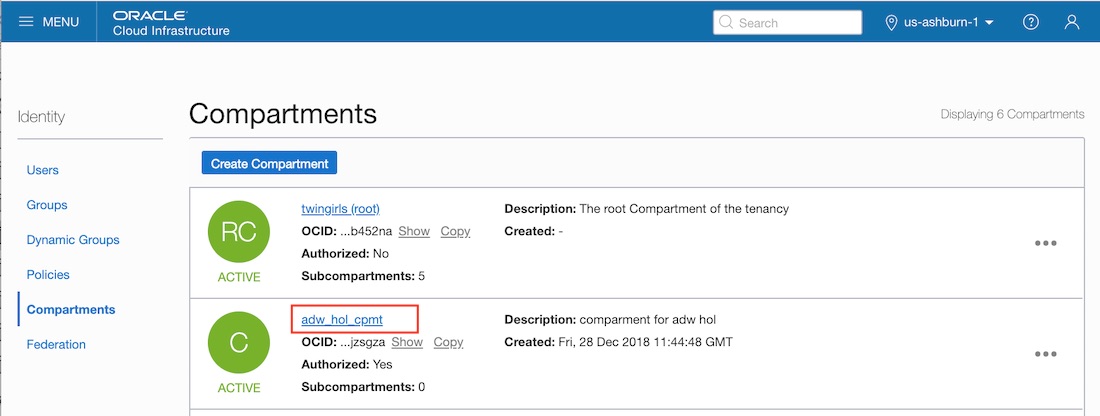 MENU
ORACLE
Cloud Infrastructure
Search
us-ashburn-1
?
Identity
Users
Groups
Dynamic Groups
Policies
Compartments
Federation
Compartments
Displaying 6 Compartments
Create Compartment
RC
ACTIVE
twingirls (root)
OCID: ...b452na Show Copy
Authorized: No
Subcompartments: 5
Description: The root Compartment of the tenancy
Created: -
C
ACTIVE
adw_hol_cpmt
OCID: ...jzsgza Show Copy
Authorized: Yes
Subcompartments: 0
Description: comparment for adw hol
Created: Fri, 28 Dec 2018 11:44:48 GMT